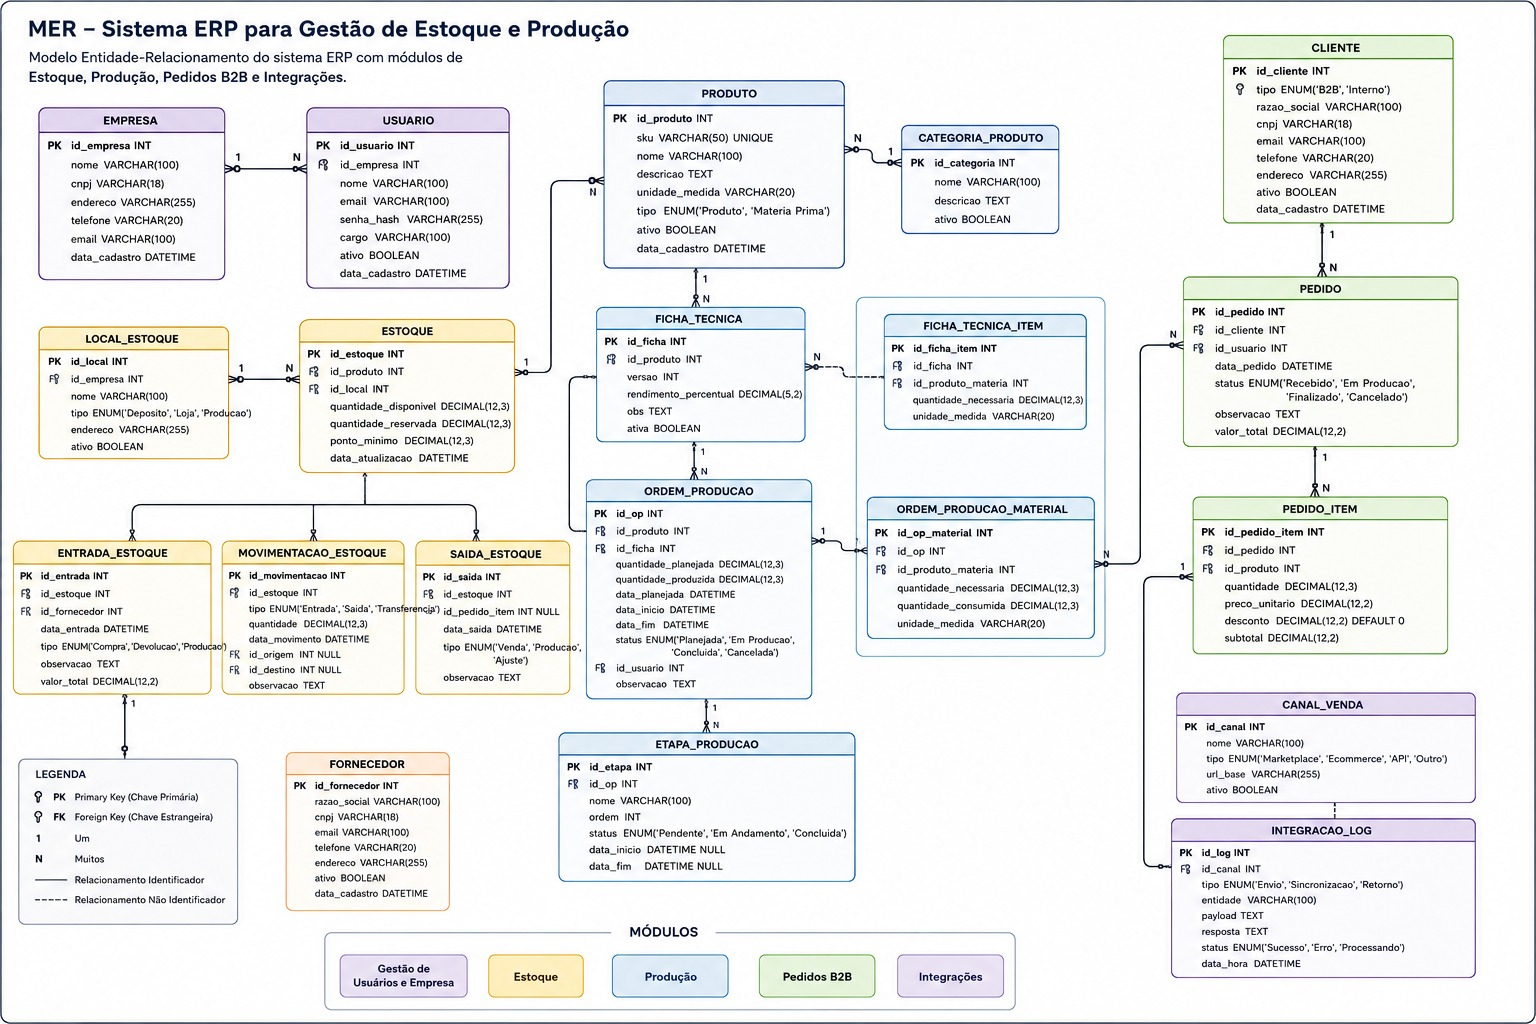 MER – Sistema ERP para Gestão de Estoque e Produção
Modelo Entidade-Relacionamento do sistema ERP com módulos de
Estoque, Produção, Pedidos B2B e Integrações.
EMPRESA
PK id_empresa INT
nome VARCHAR(100)
cnpj VARCHAR(18)
endereco VARCHAR(255)
telefone VARCHAR(20)
email VARCHAR(100)
data_cadastro DATETIME
1 N
USUARIO
PK id_usuario INT
id_empresa INT
nome VARCHAR(100)
email VARCHAR(100)
senha_hash VARCHAR(255)
cargo VARCHAR(100)
ativo BOOLEAN
data_cadastro DATETIME
PRODUTO
PK id_produto INT
sku VARCHAR(50) UNIQUE
nome VARCHAR(100)
descricao TEXT
unidade_medida VARCHAR(20)
tipo ENUM('Produto', 'Materia Prima')
ativo BOOLEAN
data_cadastro DATETIME
N 1
N
1
N
CATEGORIA_PRODUTO
PK id_categoria INT
nome VARCHAR(100)
descricao TEXT
ativo BOOLEAN
CLIENTE
PK id_cliente INT
tipo ENUM('B2B', 'Interno')
razao_social VARCHAR(100)
cnpj VARCHAR(18)
email VARCHAR(100)
telefone VARCHAR(20)
endereco VARCHAR(255)
ativo BOOLEAN
data_cadastro DATETIME
1
N
LOCAL_ESTOQUE
PK id_local INT
id_empresa INT
nome VARCHAR(100)
tipo ENUM('Deposito', 'Loja', 'Producao')
endereco VARCHAR(255)
ativo BOOLEAN
1 N
ESTOQUE
PK id_estoque INT
id_produto INT
id_local INT
quantidade_disponivel DECIMAL(12,3)
quantidade_reservada DECIMAL(12,3)
ponto_minimo DECIMAL(12,3)
data_atualizacao DATETIME
1
FICHA_TECNICA
PK id_ficha INT
id_produto INT
versao INT
rendimento_percentual DECIMAL(5,2)
obs TEXT
ativa BOOLEAN
N
1
N
FICHA_TECNICA_ITEM
PK id_ficha_item INT
id_ficha INT
id_produto_materia INT
quantidade_necessaria DECIMAL(12,3)
unidade_medida VARCHAR(20)
PEDIDO
PK id_pedido INT
id_cliente INT
id_usuario INT
data_pedido DATETIME
status ENUM('Recebido', 'Em Producao',
'Finalizado', 'Cancelado')
observacao TEXT
valor_total DECIMAL(12,2)
N
1
N
ENTRADA_ESTOQUE
PK id_entrada INT
id_estoque INT
id_fornecedor INT
data_entrada DATETIME
tipo ENUM('Compra','Devolucao','Producao')
observacao TEXT
valor_total DECIMAL(12,2)
1
MOVIMENTACAO_ESTOQUE
PK id_movimentacao INT
id_estoque INT
tipo ENUM('Entrada', 'Saida', 'Transferencia')
quantidade DECIMAL(12,3)
data_movimento DATETIME
id_origem INT NULL
id_destino INT NULL
observacao TEXT
SAIDA_ESTOQUE
PK id_saida INT
id_estoque INT
id_pedido_item INT NULL
data_saida DATETIME
tipo ENUM('Venda', 'Producao',
'Ajuste')
observacao TEXT
ORDEM_PRODUCAO
PK id_op INT
id_produto INT
id_ficha INT
quantidade_planejada DECIMAL(12,3)
quantidade_produzida DECIMAL(12,3)
data_planejada DATETIME
data_inicio DATETIME
data_fim DATETIME
status ENUM('Planejada', 'Em Producao',
'Concluida', 'Cancelada')
id_usuario INT
observacao TEXT
1
1
N
ORDEM_PRODUCAO_MATERIAL
PK id_op_material INT
id_op INT
id_produto_materia INT
quantidade_necessaria DECIMAL(12,3)
quantidade_consumida DECIMAL(12,3)
unidade_medida VARCHAR(20)
N
PEDIDO_ITEM
PK id_pedido_item INT
id_pedido INT
id_produto INT
quantidade DECIMAL(12,3)
preco_unitario DECIMAL(12,2)
desconto DECIMAL(12,2) DEFAULT 0
subtotal DECIMAL(12,2)
1
LEGENDA
PK Primary Key (Chave Primária)
FK Foreign Key (Chave Estrangeira)
1 Um
N Muitos
Relacionamento Identificador
Relacionamento Não Identificador
FORNECEDOR
PK id_fornecedor INT
razao_social VARCHAR(100)
cnpj VARCHAR(18)
email VARCHAR(100)
telefone VARCHAR(20)
endereco VARCHAR(255)
ativo BOOLEAN
data_cadastro DATETIME
ETAPA_PRODUCAO
PK id_etapa INT
id_op INT
nome VARCHAR(100)
ordem INT
status ENUM('Pendente', 'Em Andamento', 'Concluida')
data_inicio DATETIME NULL
data_fim DATETIME NULL
CANAL_VENDA
PK id_canal INT
nome VARCHAR(100)
tipo ENUM('Marketplace', 'Ecommerce', 'API', 'Outro')
url_base VARCHAR(255)
ativo BOOLEAN
INTEGRACAO_LOG
PK id_log INT
id_canal INT
tipo ENUM('Envio', 'Sincronizacao', 'Retorno')
entidade VARCHAR(100)
payload TEXT
resposta TEXT
status ENUM('Sucesso', 'Erro', 'Processando')
data_hora DATETIME
MÓDULOS
Gestão de
Usuários e Empresa
Estoque
Produção
Pedidos B2B
Integrações